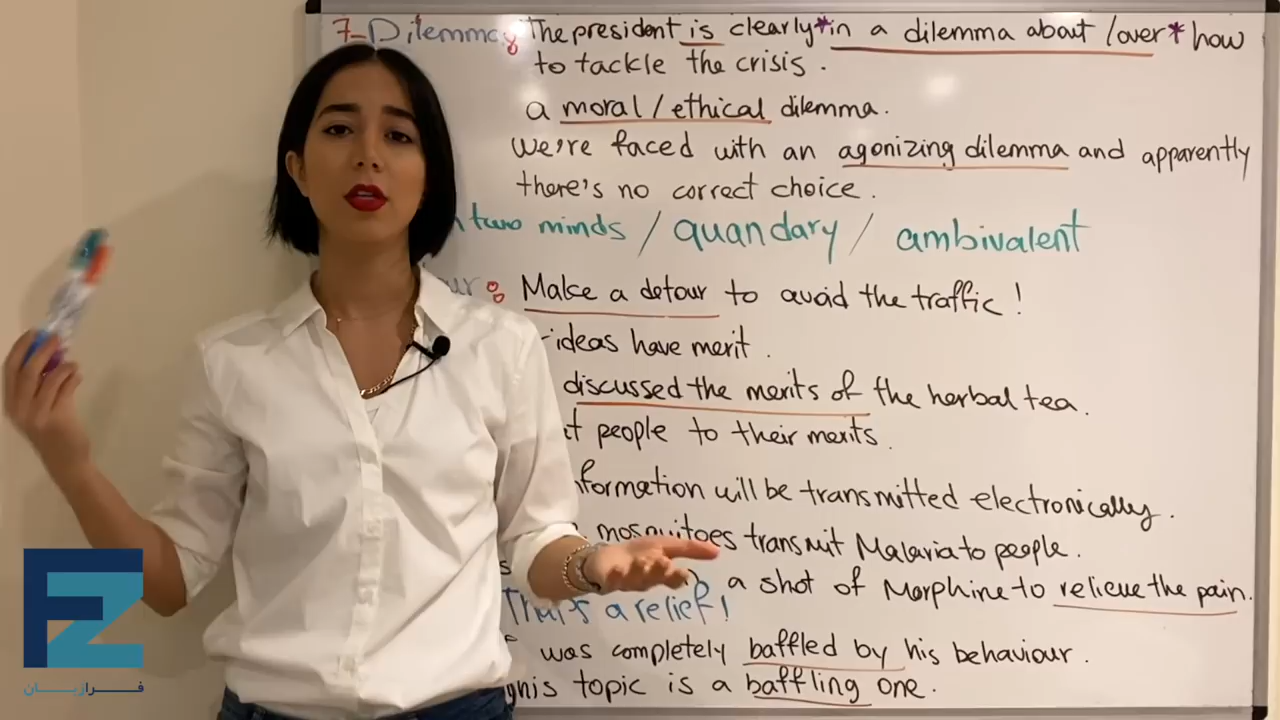 7- Dilemma: The president is clearly*in a dilemma about /over* how
to tackle the crisis.
a moral/ethical dilemma.
We're faced with an agonizing dilemma and apparently
there's no correct choice.
two minds / quandary / ambivalent
Make a detour to avoid the traffic!
ideas have merit.
discussed the merits of the herbal tea.
people to their merits.
formation will be transmitted electronically.
mosquitoes transmit Malaria to people.
a shot of Morphine to relieve the pain.
That's a relief!
was completely baffled by his behaviour.
this topic is a baffling one.
FZ
فرازبان